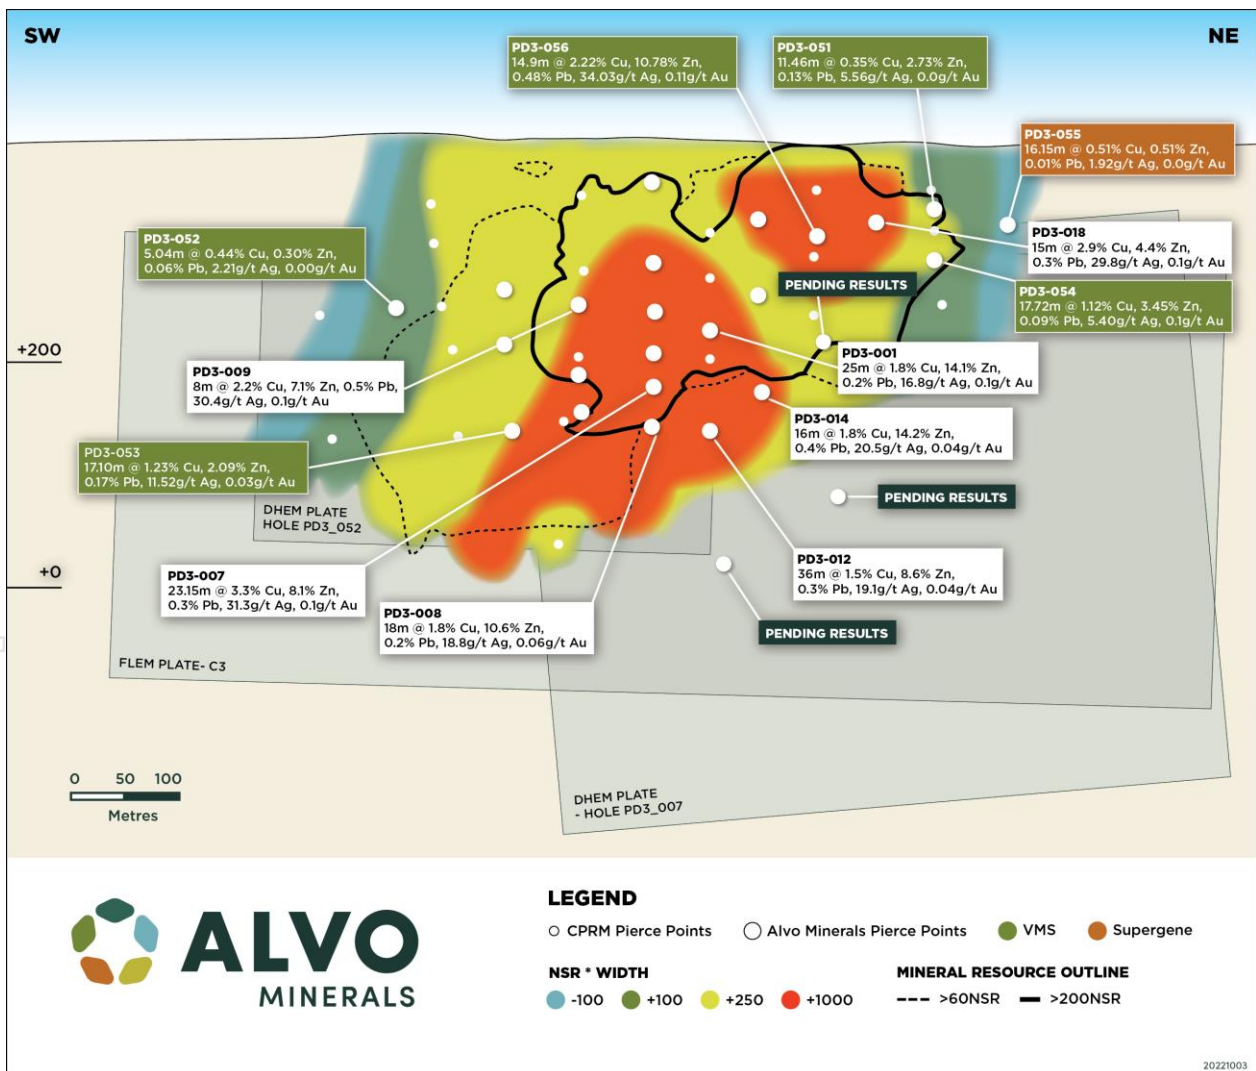 SW
NE
PD3-056
14.9m @ 2.22% Cu, 10.78% Zn,
0.48% Pb, 34.03g/t Ag, 0.11g/t Au
PD3-051
11.46m @ 0.35% Cu, 2.73% Zn,
0.13% Pb, 5.56g/t Ag, 0.0g/t Au
PD3-055
16.15m @ 0.51% Cu, 0.51% Zn,
0.01% Pb, 1.92g/t Ag, 0.0g/t Au
PD3-052
5.04m @ 0.44% Cu, 0.30% Zn,
0.06% Pb, 2.21g/t Ag, 0.00g/t Au
PD3-018
15m @ 2.9% Cu, 4.4% Zn,
0.3% Pb, 29.8g/t Ag, 0.1g/t Au
PENDING RESULTS
PD3-054
17.72m @ 1.12% Cu, 3.45% Zn,
0.09% Pb, 5.40g/t Ag, 0.1g/t Au
+200
PD3-009
8m @ 2.2% Cu, 7.1% Zn, 0.5% Pb,
30.4g/t Ag, 0.1g/t Au
PD3-001
25m @ 1.8% Cu, 14.1% Zn,
0.2% Pb, 16.8g/t Ag, 0.1g/t Au
PD3-014
16m @ 1.8% Cu, 14.2% Zn,
0.4% Pb, 20.5g/t Ag, 0.04g/t Au
PD3-053
17.10m @ 1.23% Cu, 2.09% Zn,
0.17% Pb, 11.52g/t Ag, 0.03g/t Au
PENDING RESULTS
DHEM PLATE
HOLE PD3_052
+0
PD3-007
23.15m @ 3.3% Cu, 8.1% Zn,
0.3% Pb, 31.3g/t Ag, 0.1g/t Au
PD3-012
36m @ 1.5% Cu, 8.6% Zn,
0.3% Pb, 19.1g/t Ag, 0.04g/t Au
PD3-008
18m @ 1.8% Cu, 10.6% Zn,
0.2% Pb, 18.8g/t Ag, 0.06g/t Au
PENDING RESULTS
FLEM PLATE- C3
0 50 100
Metres
DHEM PLATE
- HOLE PD3_007
ALVO
MINERALS
LEGEND
CPRM Pierce Points
Alvo Minerals Pierce Points
VMS
Supergene
NSR * WIDTH
-100
+100
+250
+1000
MINERAL RESOURCE OUTLINE
>60NSR
>200NSR
20221003